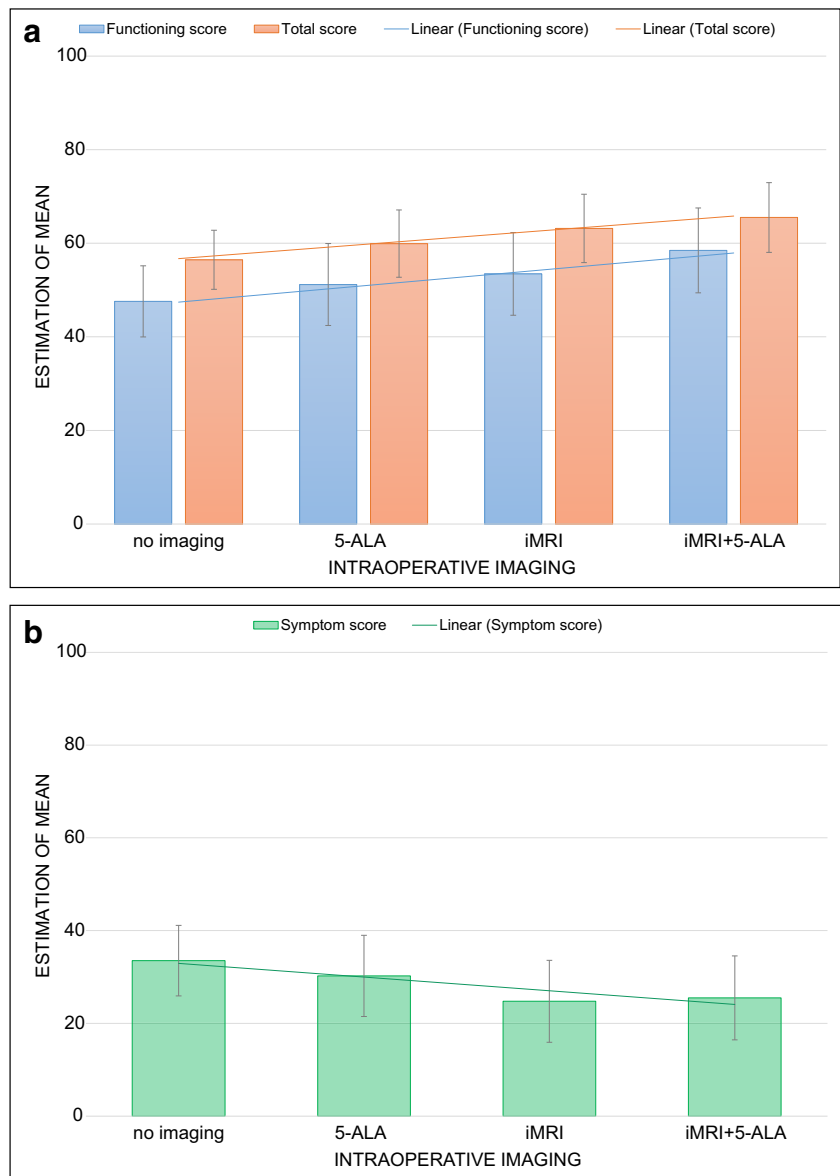 a
Functioning score Total score Linear (Functioning score) Linear (Total score)
100
80
60
40
20
0
ESTIMATION OF MEAN
no imaging 5-ALA iMRI iMRI+5-ALA
INTRAOPERATIVE IMAGING
b
Symptom score Linear (Symptom score)
100
80
60
40
20
0
ESTIMATION OF MEAN
no imaging 5-ALA iMRI iMRI+5-ALA
INTRAOPERATIVE IMAGING